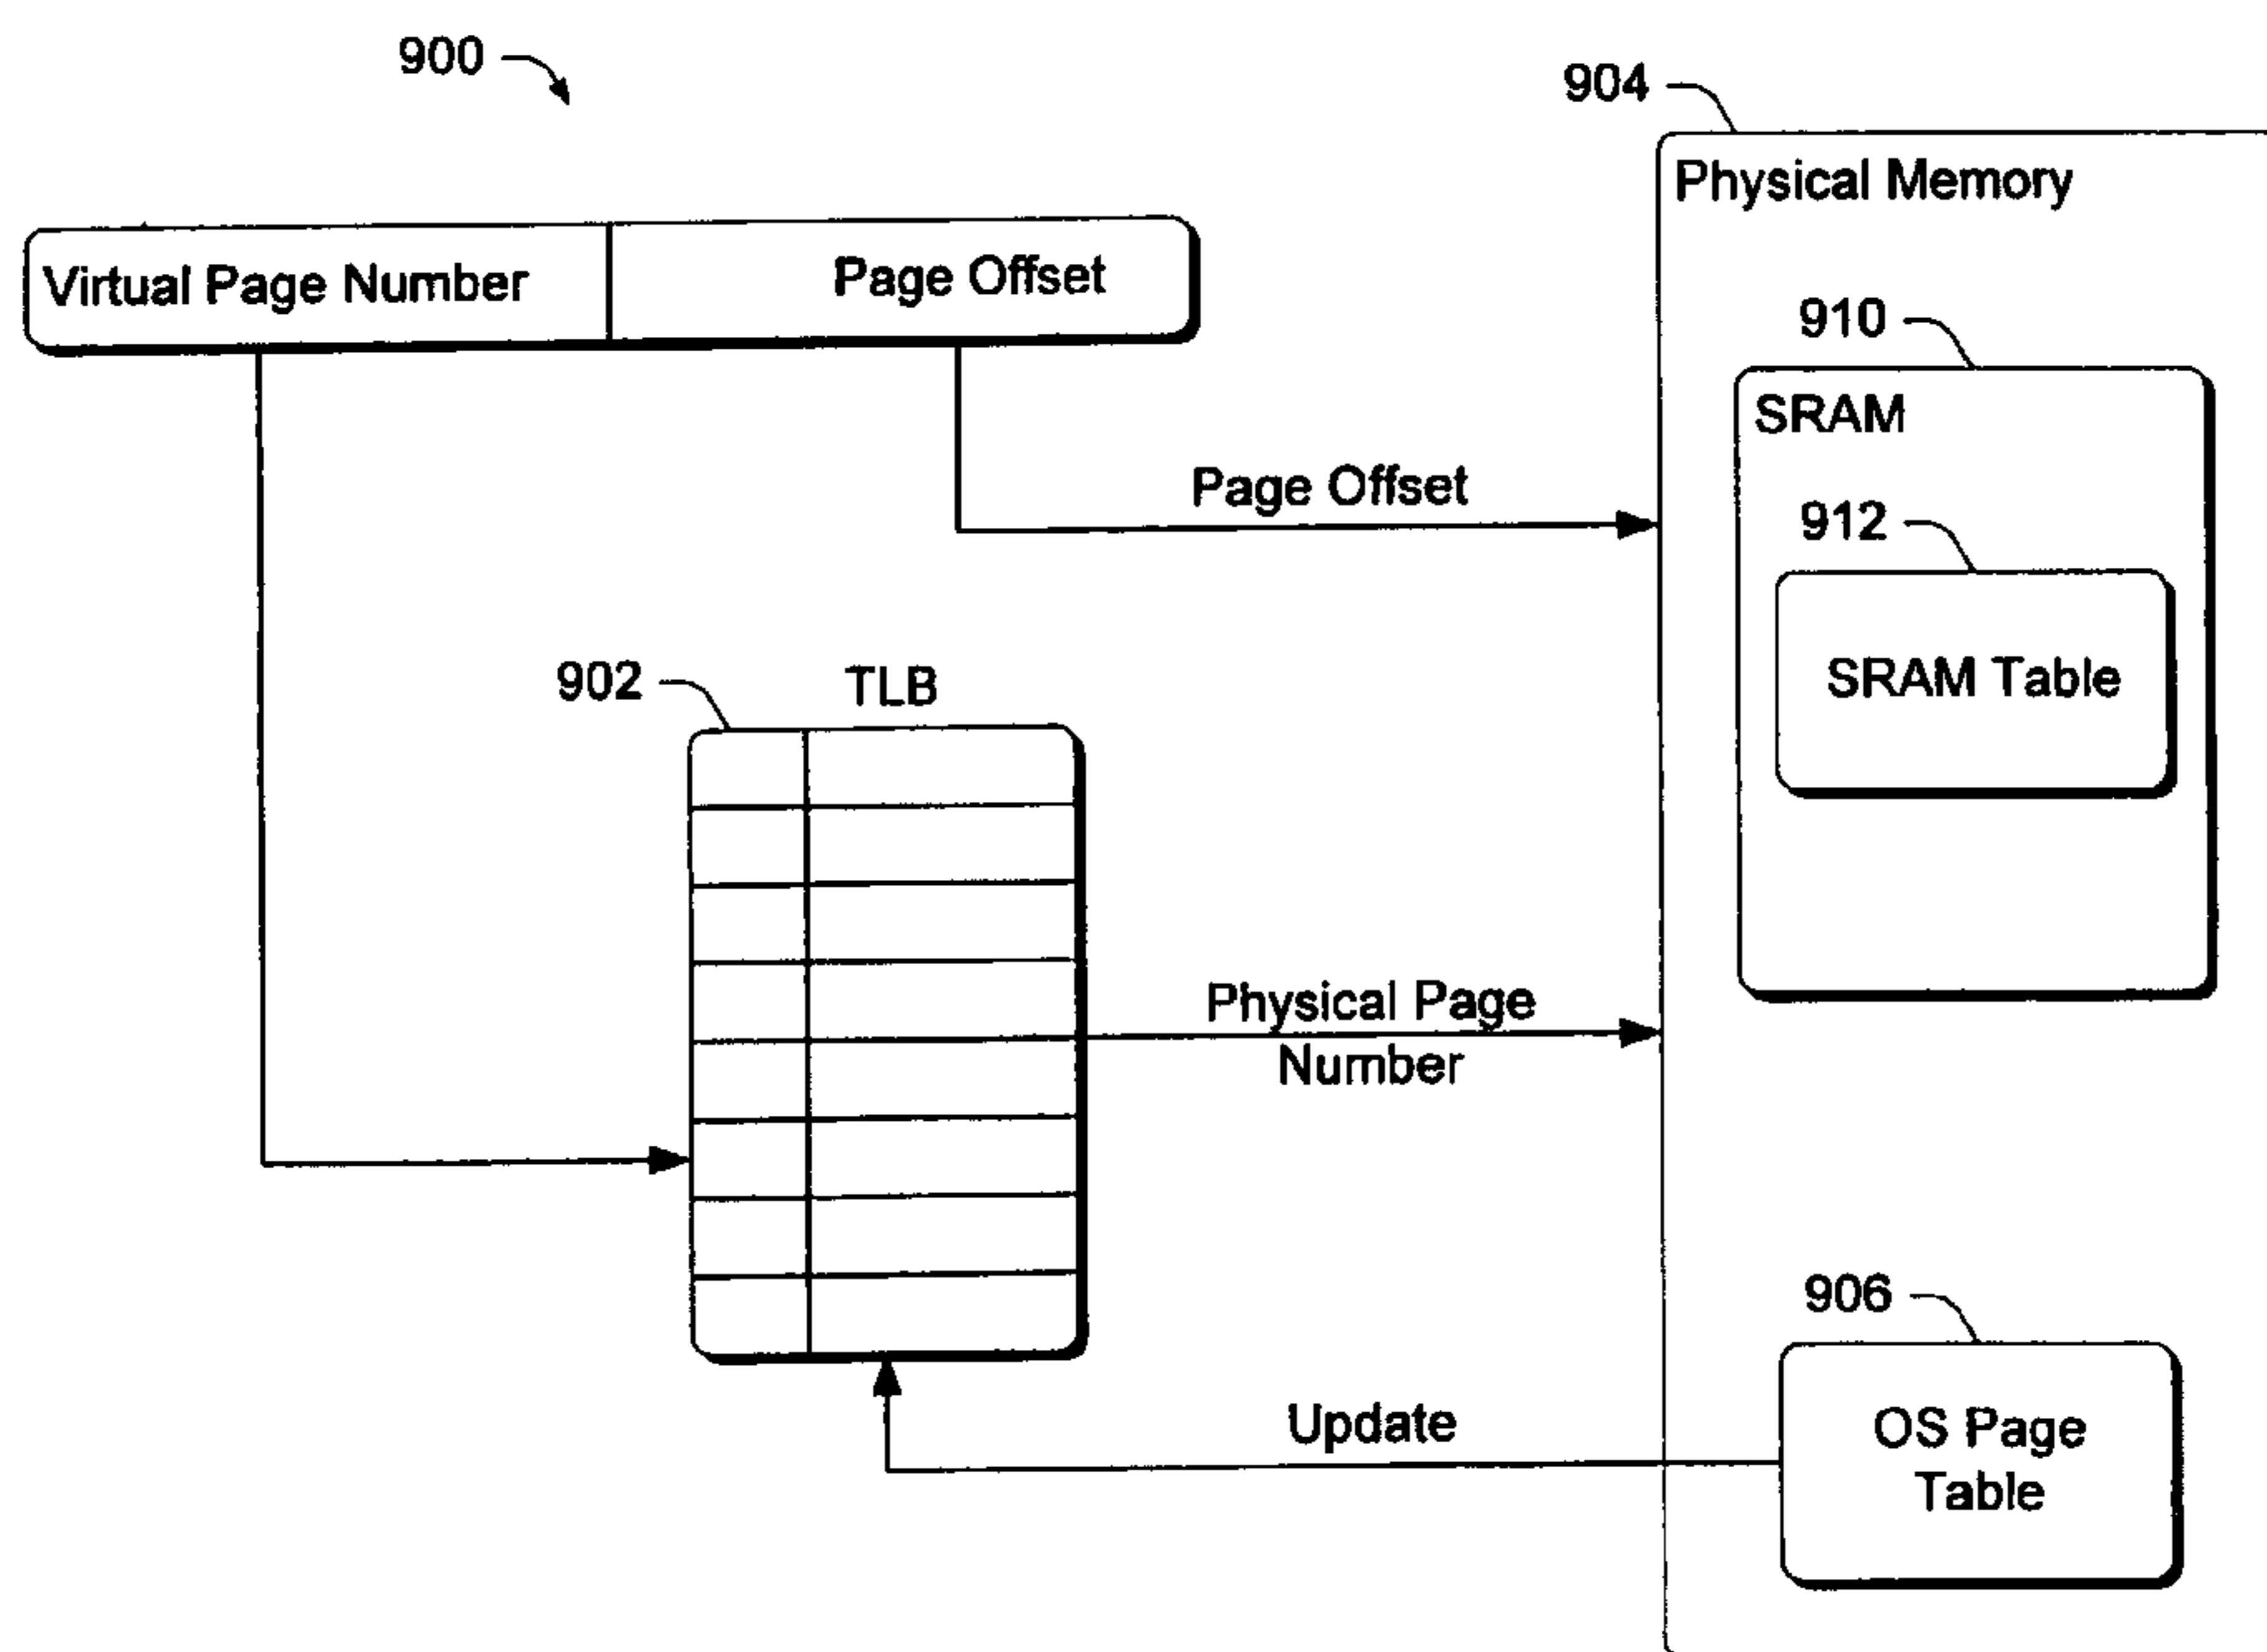 900
904
Physical Memory
Virtual Page Number
Page Offset
910
SRAM
Page Offset
912
SRAM Table
902
TLB
Physical Page
Number
906
OS Page
Table
Update